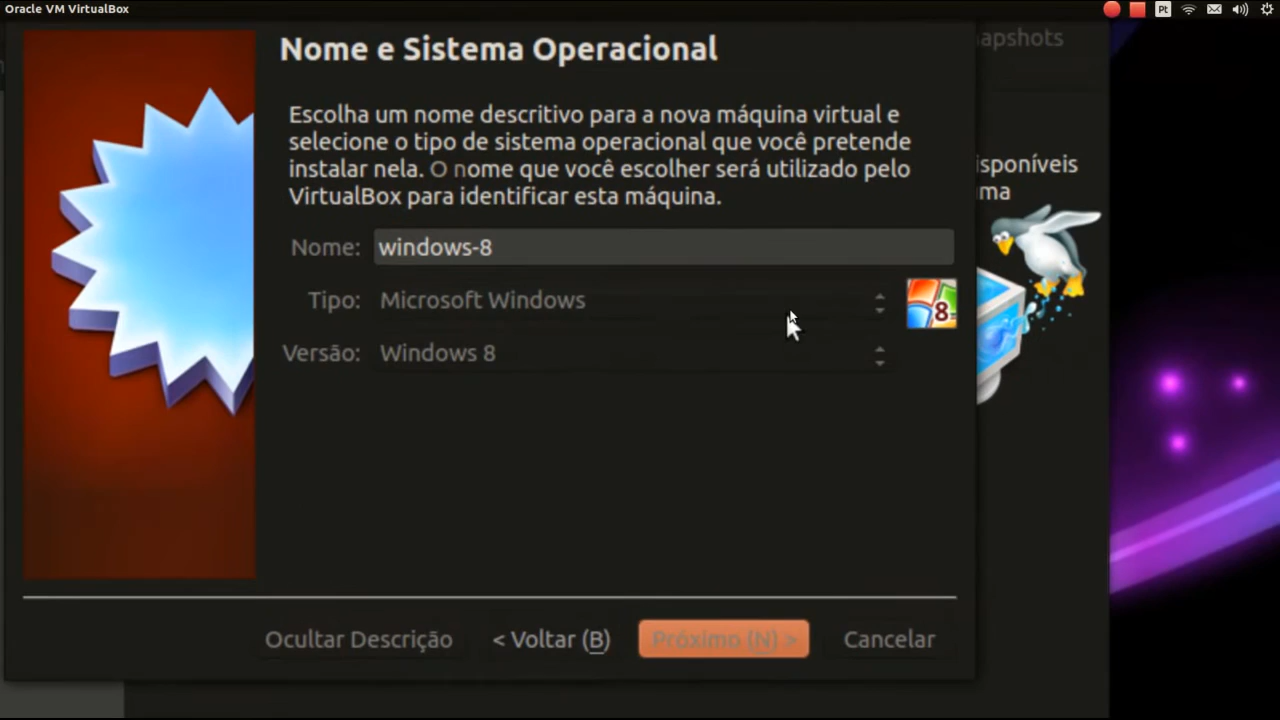 Oracle VM VirtualBox
Pt
Nome e Sistema Operacional
apshots
Escolha um nome descritivo para a nova máquina virtual e
selecione o tipo de sistema operacional que você pretende
instalar nela. O nome que você escolher será utilizado pelo
VirtualBox para identificar esta máquina.
isponíveis
ma
Nome: windows-8
Tipo: Microsoft Windows
8
Versão: Windows 8
Ocultar Descrição
< Voltar (B)
Próximo (N) >
Cancelar